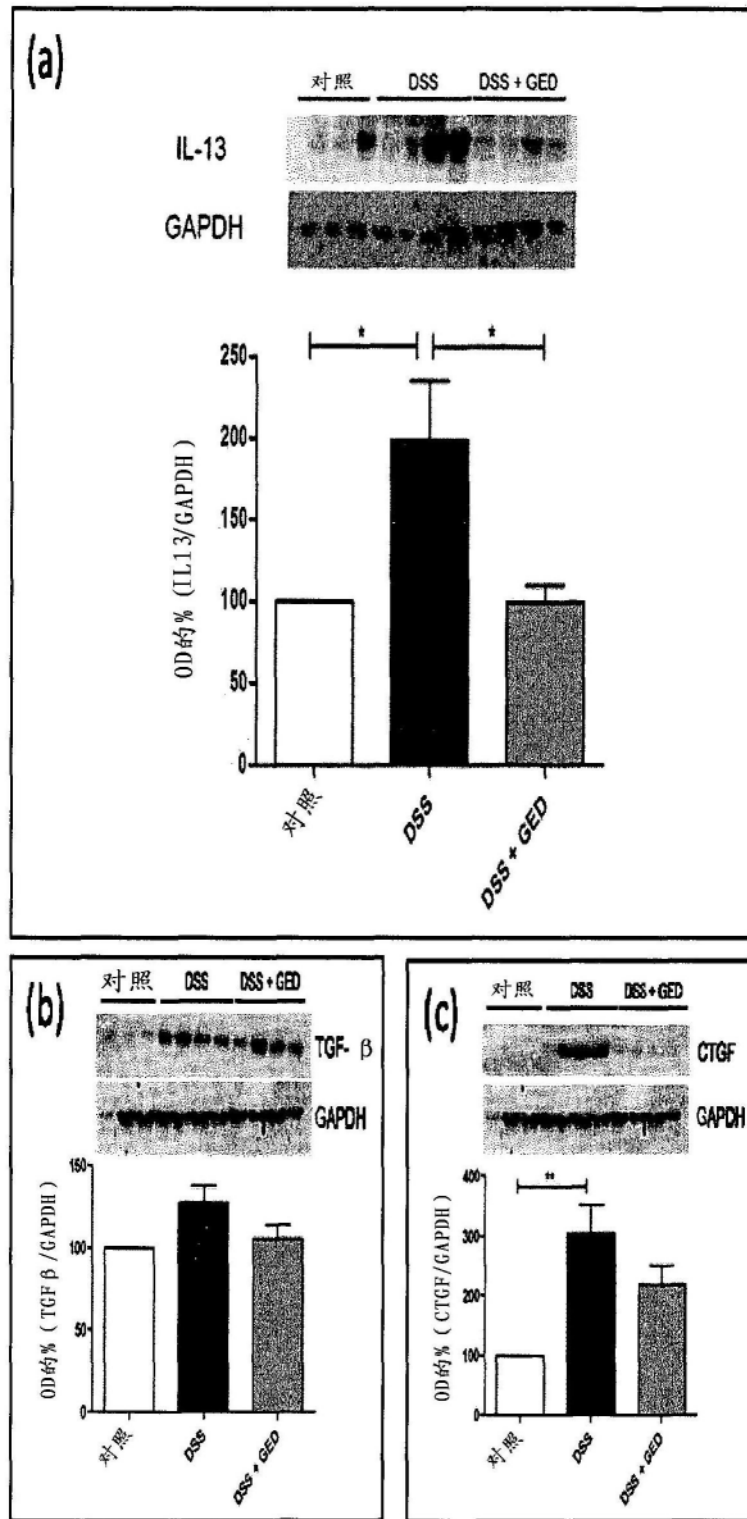 (a)
对照 DSS DSS + GED
IL-13
GAPDH
* *
OD的% (IL13/GAPDH)
250
200
150
100
50
0
对照 DSS DSS + GED
(b)
对照 DSS DSS + GED
TGF- β
GAPDH
OD的% (TGFβ/GAPDH)
150
100
50
0
对照 DSS DSS + GED
(c)
对照 DSS DSS + GED
CTGF
GAPDH
**
OD的% (CTGF/GAPDH)
400
300
200
100
0
对照 DSS DSS + GED